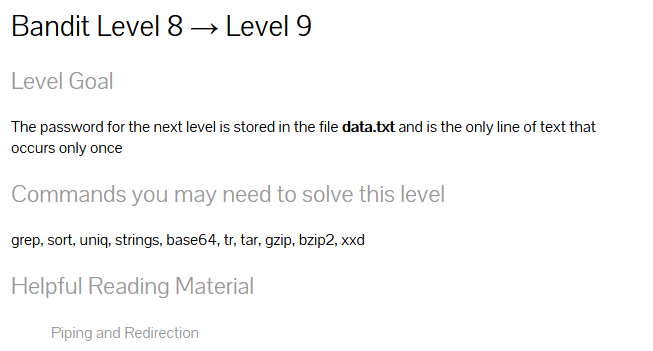 Bandit Level 8 → Level 9
Level Goal
The password for the next level is stored in the file data.txt and is the only line of text that
occurs only once
Commands you may need to solve this level
grep, sort, uniq, strings, base64, tr, tar, gzip, bzip2, xxd
Helpful Reading Material
Piping and Redirection